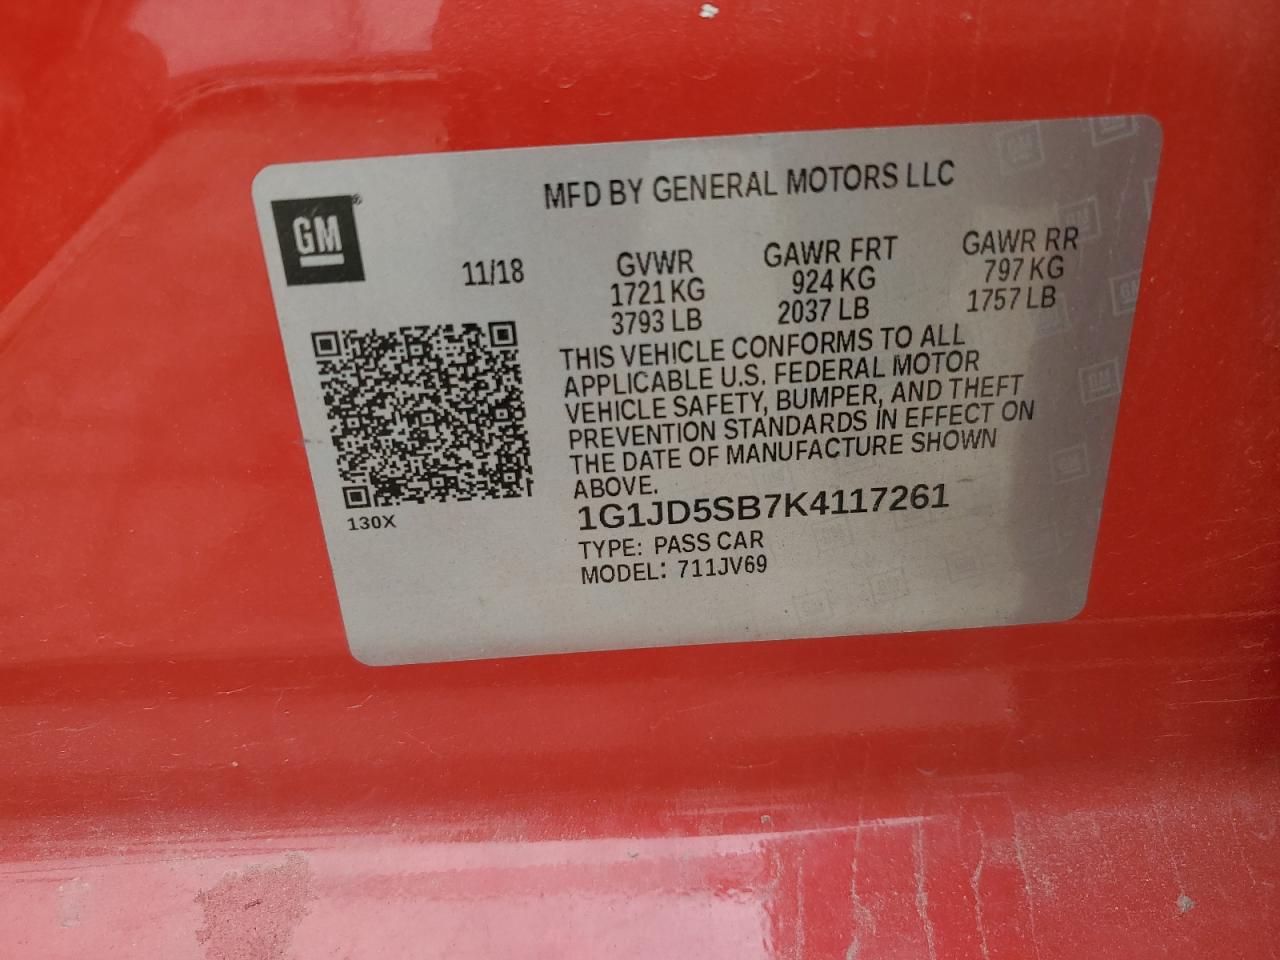 MFD BY GENERAL MOTORS LLC
GM
11/18
GVWR
1721 KG
3793 LB
GAWR FRT
924 KG
2037 LB
GAWR RR
797 KG
1757 LB
THIS VEHICLE CONFORMS TO ALL
APPLICABLE U.S. FEDERAL MOTOR
VEHICLE SAFETY, BUMPER, AND THEFT
PREVENTION STANDARDS IN EFFECT ON
THE DATE OF MANUFACTURE SHOWN
ABOVE.
130X
1G1JD5SB7K4117261
TYPE: PASS CAR
MODEL: 711JV69